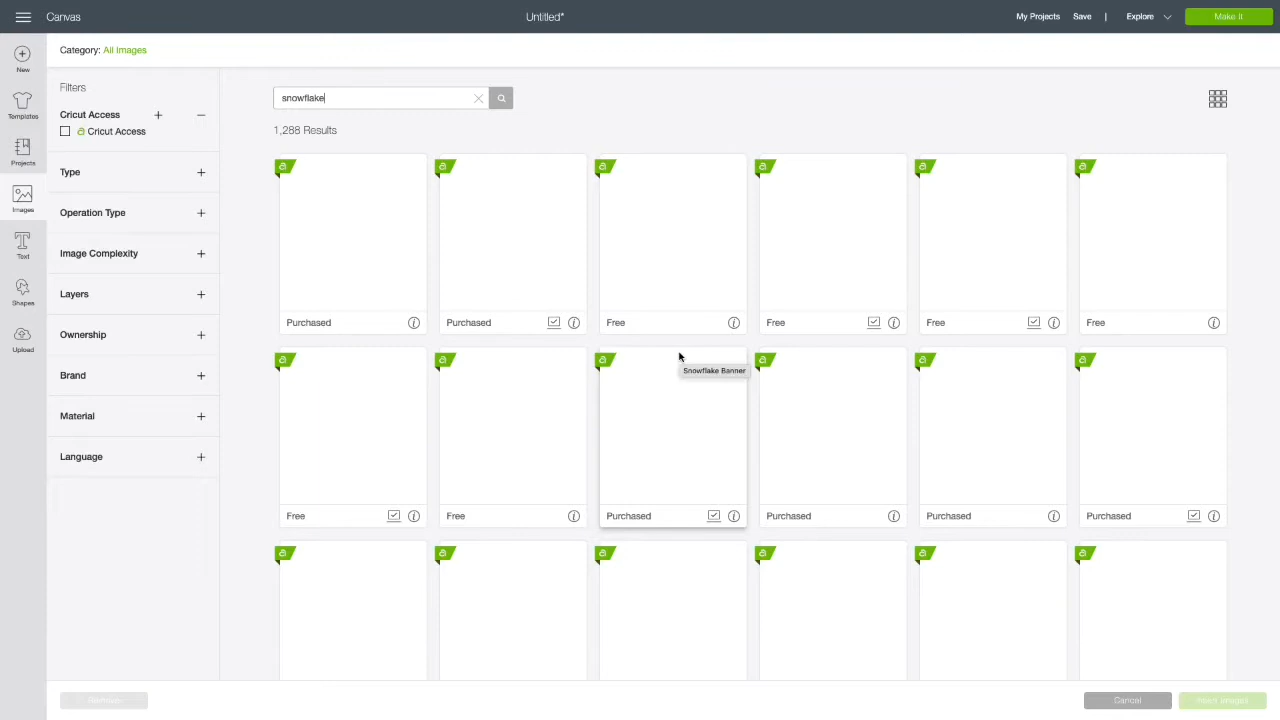 Canvas
Untitled*
My Projects Save | Explore Make It
Category: All Images
New
Templates
Projects
Images
Text
Shapes
Upload
Filters
Cricut Access
Cricut Access
Type
Operation Type
Image Complexity
Layers
Ownership
Brand
Material
Language
snowflake
1,288 Results
Purchased
Purchased
Free
Free
Free
Free
Snowflake Banner
Free
Free
Purchased
Purchased
Purchased
Purchased
Cancel
Insert Images